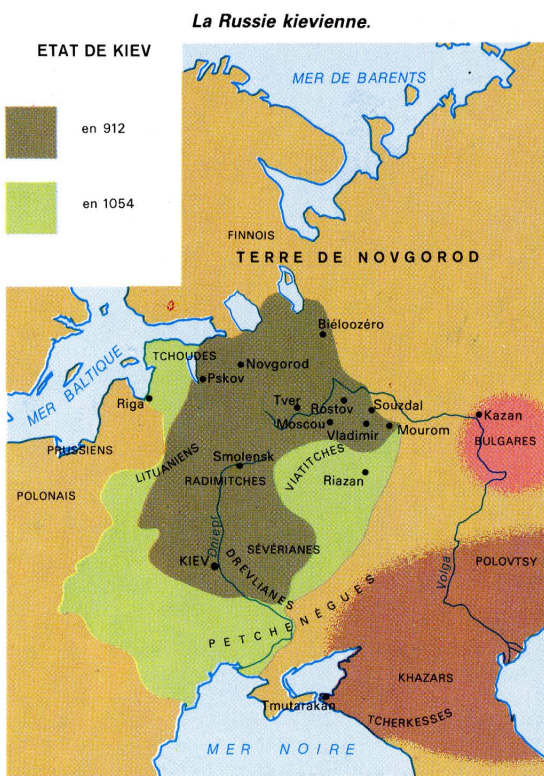 La Russie kievienne.
ETAT DE KIEV
en 912
en 1054
MER DE BARENTS
FINNOIS
TERRE DE NOVGOROD
Biéloozéro
TCHOUDES
Novgorod
Pskov
MER BALTIQUE
Riga
Tver
Rostov
Souzdal
Kazan
Moscou
Vladimir
Mourom
BULGARES
PRUSSIENS
LITUANIENS
Smolensk
VIATITCHES
RADIMITCHES
Riazan
POLONAIS
Dniepr
SÉVÉRIANES
KIEV
DREVLIANES
POLOVTSY
Volga
PETCHENÈGUES
KHAZARS
Tmutarakan
TCHERKESSES
MER NOIRE